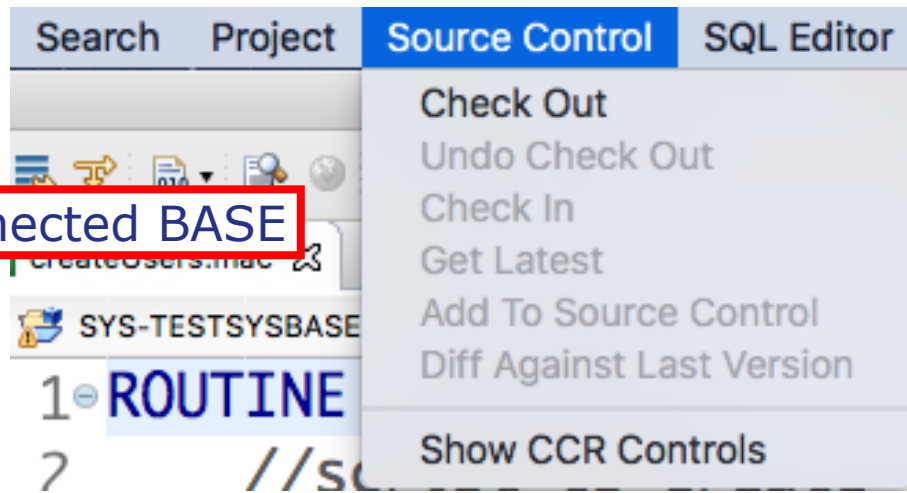 Search Project Source Control SQL Editor
Check Out
Undo Check Out
Check In
nected BASE
createUsers.mac
Get Latest
SYS-TESTSYSBASE
Add To Source Control
Diff Against Last Version
1 ROUTINE
Show CCR Controls
2 //